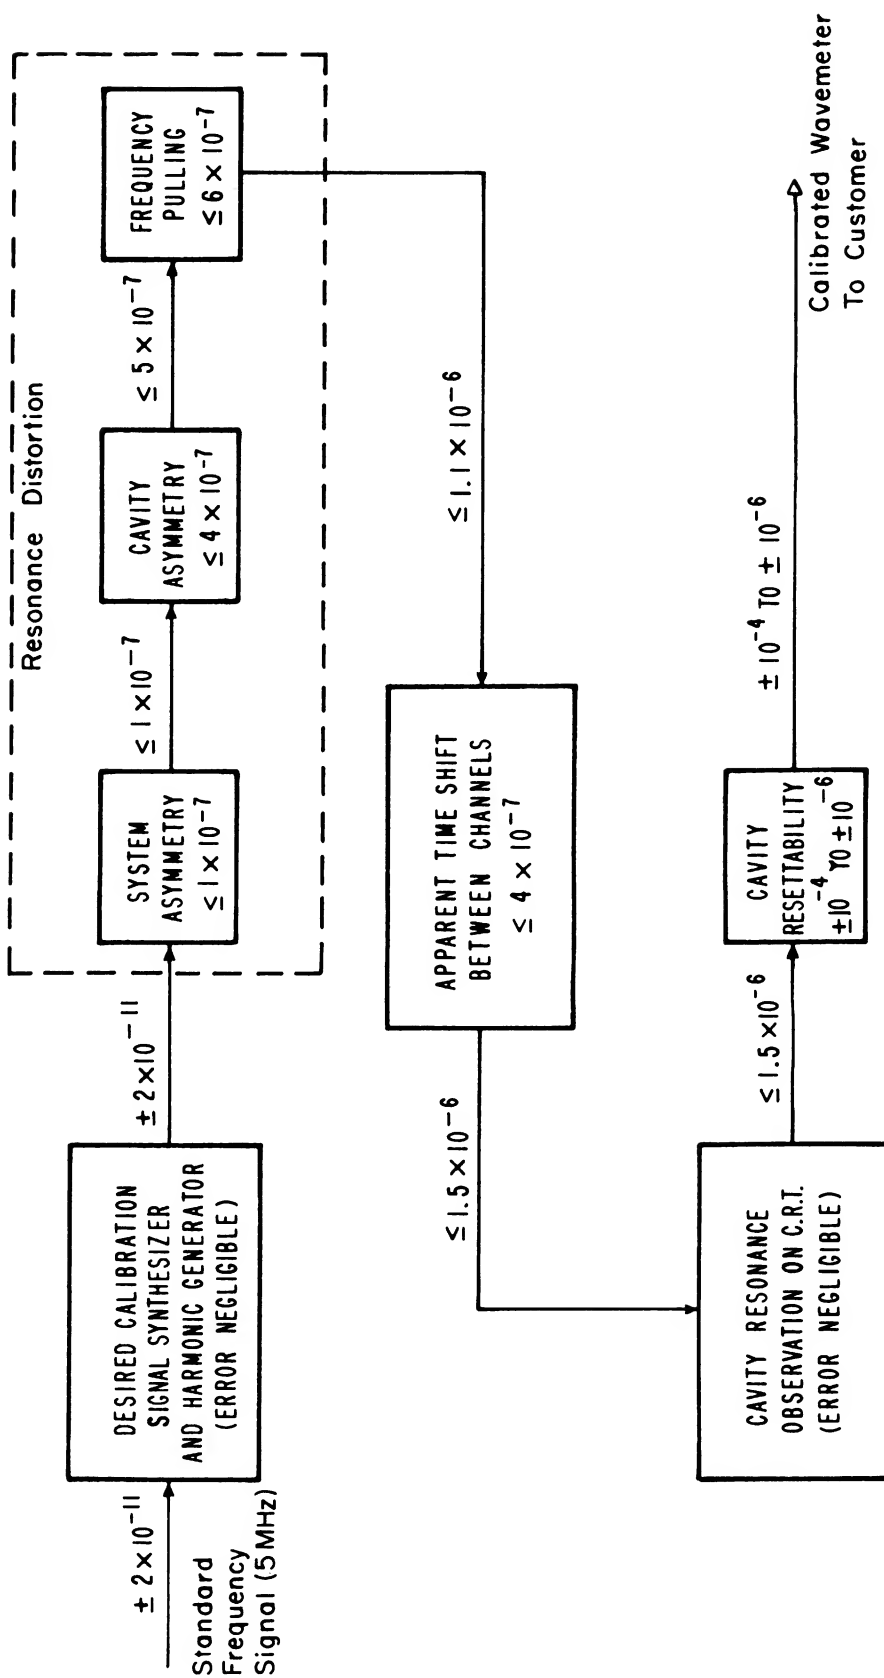 ± 2×10⁻¹¹
Standard
Frequency
Signal (5MHz)
DESIRED CALIBRATION
SIGNAL SYNTHESIZER
AND HARMONIC GENERATOR
(ERROR NEGLIGIBLE)
± 2×10⁻¹¹
Resonance Distortion
SYSTEM
ASYMMETRY
≤ 1×10⁻⁷
≤ 1×10⁻⁷
CAVITY
ASYMMETRY
≤ 4×10⁻⁷
≤ 5×10⁻⁷
FREQUENCY
PULLING
≤ 6×10⁻⁷
≤ 1.1×10⁻⁶
APPARENT TIME SHIFT
BETWEEN CHANNELS
≤ 4×10⁻⁷
≤ 1.5×10⁻⁶
CAVITY RESONANCE
OBSERVATION ON C.R.T.
(ERROR NEGLIGIBLE)
≤ 1.5×10⁻⁶
CAVITY
RESETTABILITY
±10⁻⁴ TO ±10⁻⁶
±10⁻⁴ TO ±10⁻⁶
Calibrated Wavemeter
To Customer